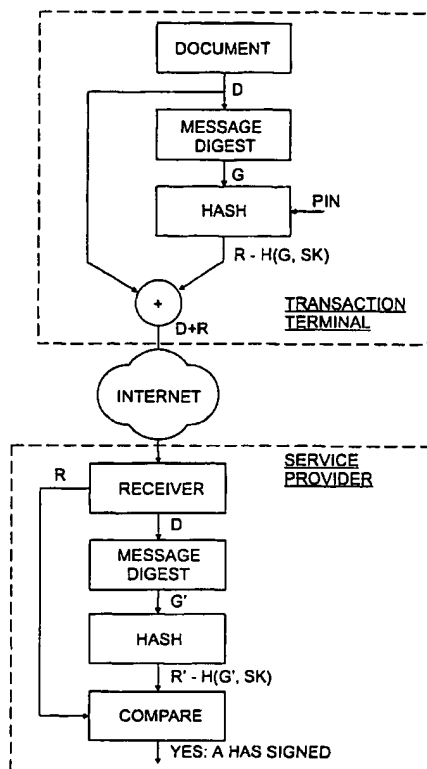 DOCUMENT
D
MESSAGE
DIGEST
G
HASH
PIN
R - H(G, SK)
+
D+R
TRANSACTION
TERMINAL
INTERNET
SERVICE
PROVIDER
R
RECEIVER
D
MESSAGE
DIGEST
G'
HASH
R' - H(G', SK)
COMPARE
YES: A HAS SIGNED